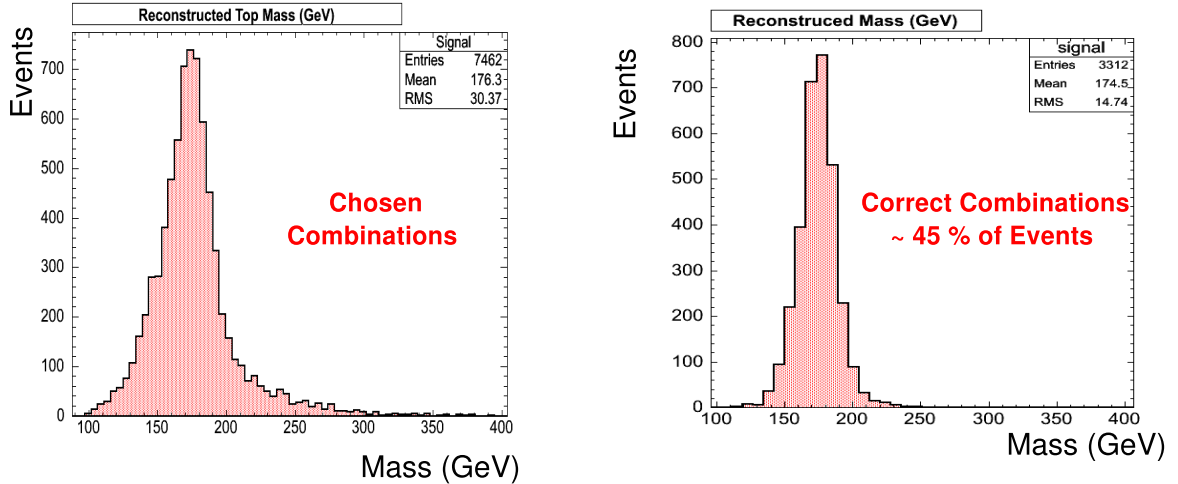 Reconstructed Top Mass (GeV)
Signal
Entries 7462
Mean 176.3
RMS 30.37
Events
700
600
500
400
300
200
100
0
Chosen
Combinations
100 150 200 250 300 350 400
Mass (GeV)
Reconstruced Mass (GeV)
signal
Entries 3312
Mean 174.5
RMS 14.74
Events
800
700
600
500
400
300
200
100
0
Correct Combinations
~ 45 % of Events
100 150 200 250 300 350 400
Mass (GeV)